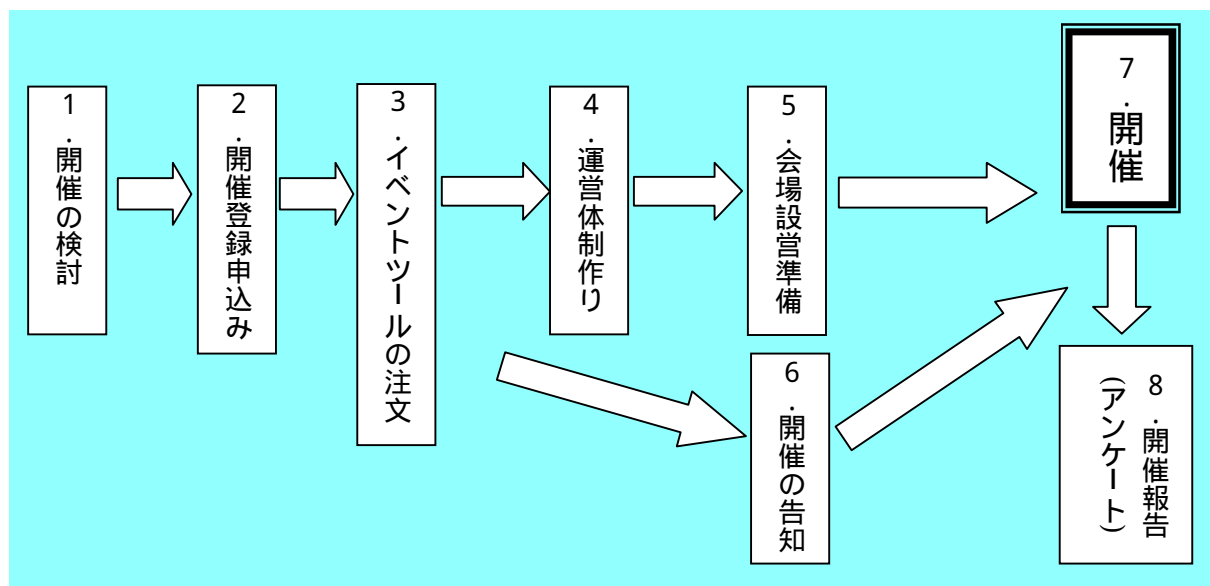 1.開催の検討
2.開催登録申込み
3.イベントツールの注文
4.運営体制作り
5.会場設営準備
6.開催の告知
7.開催
8.開催報告
(アンケート)